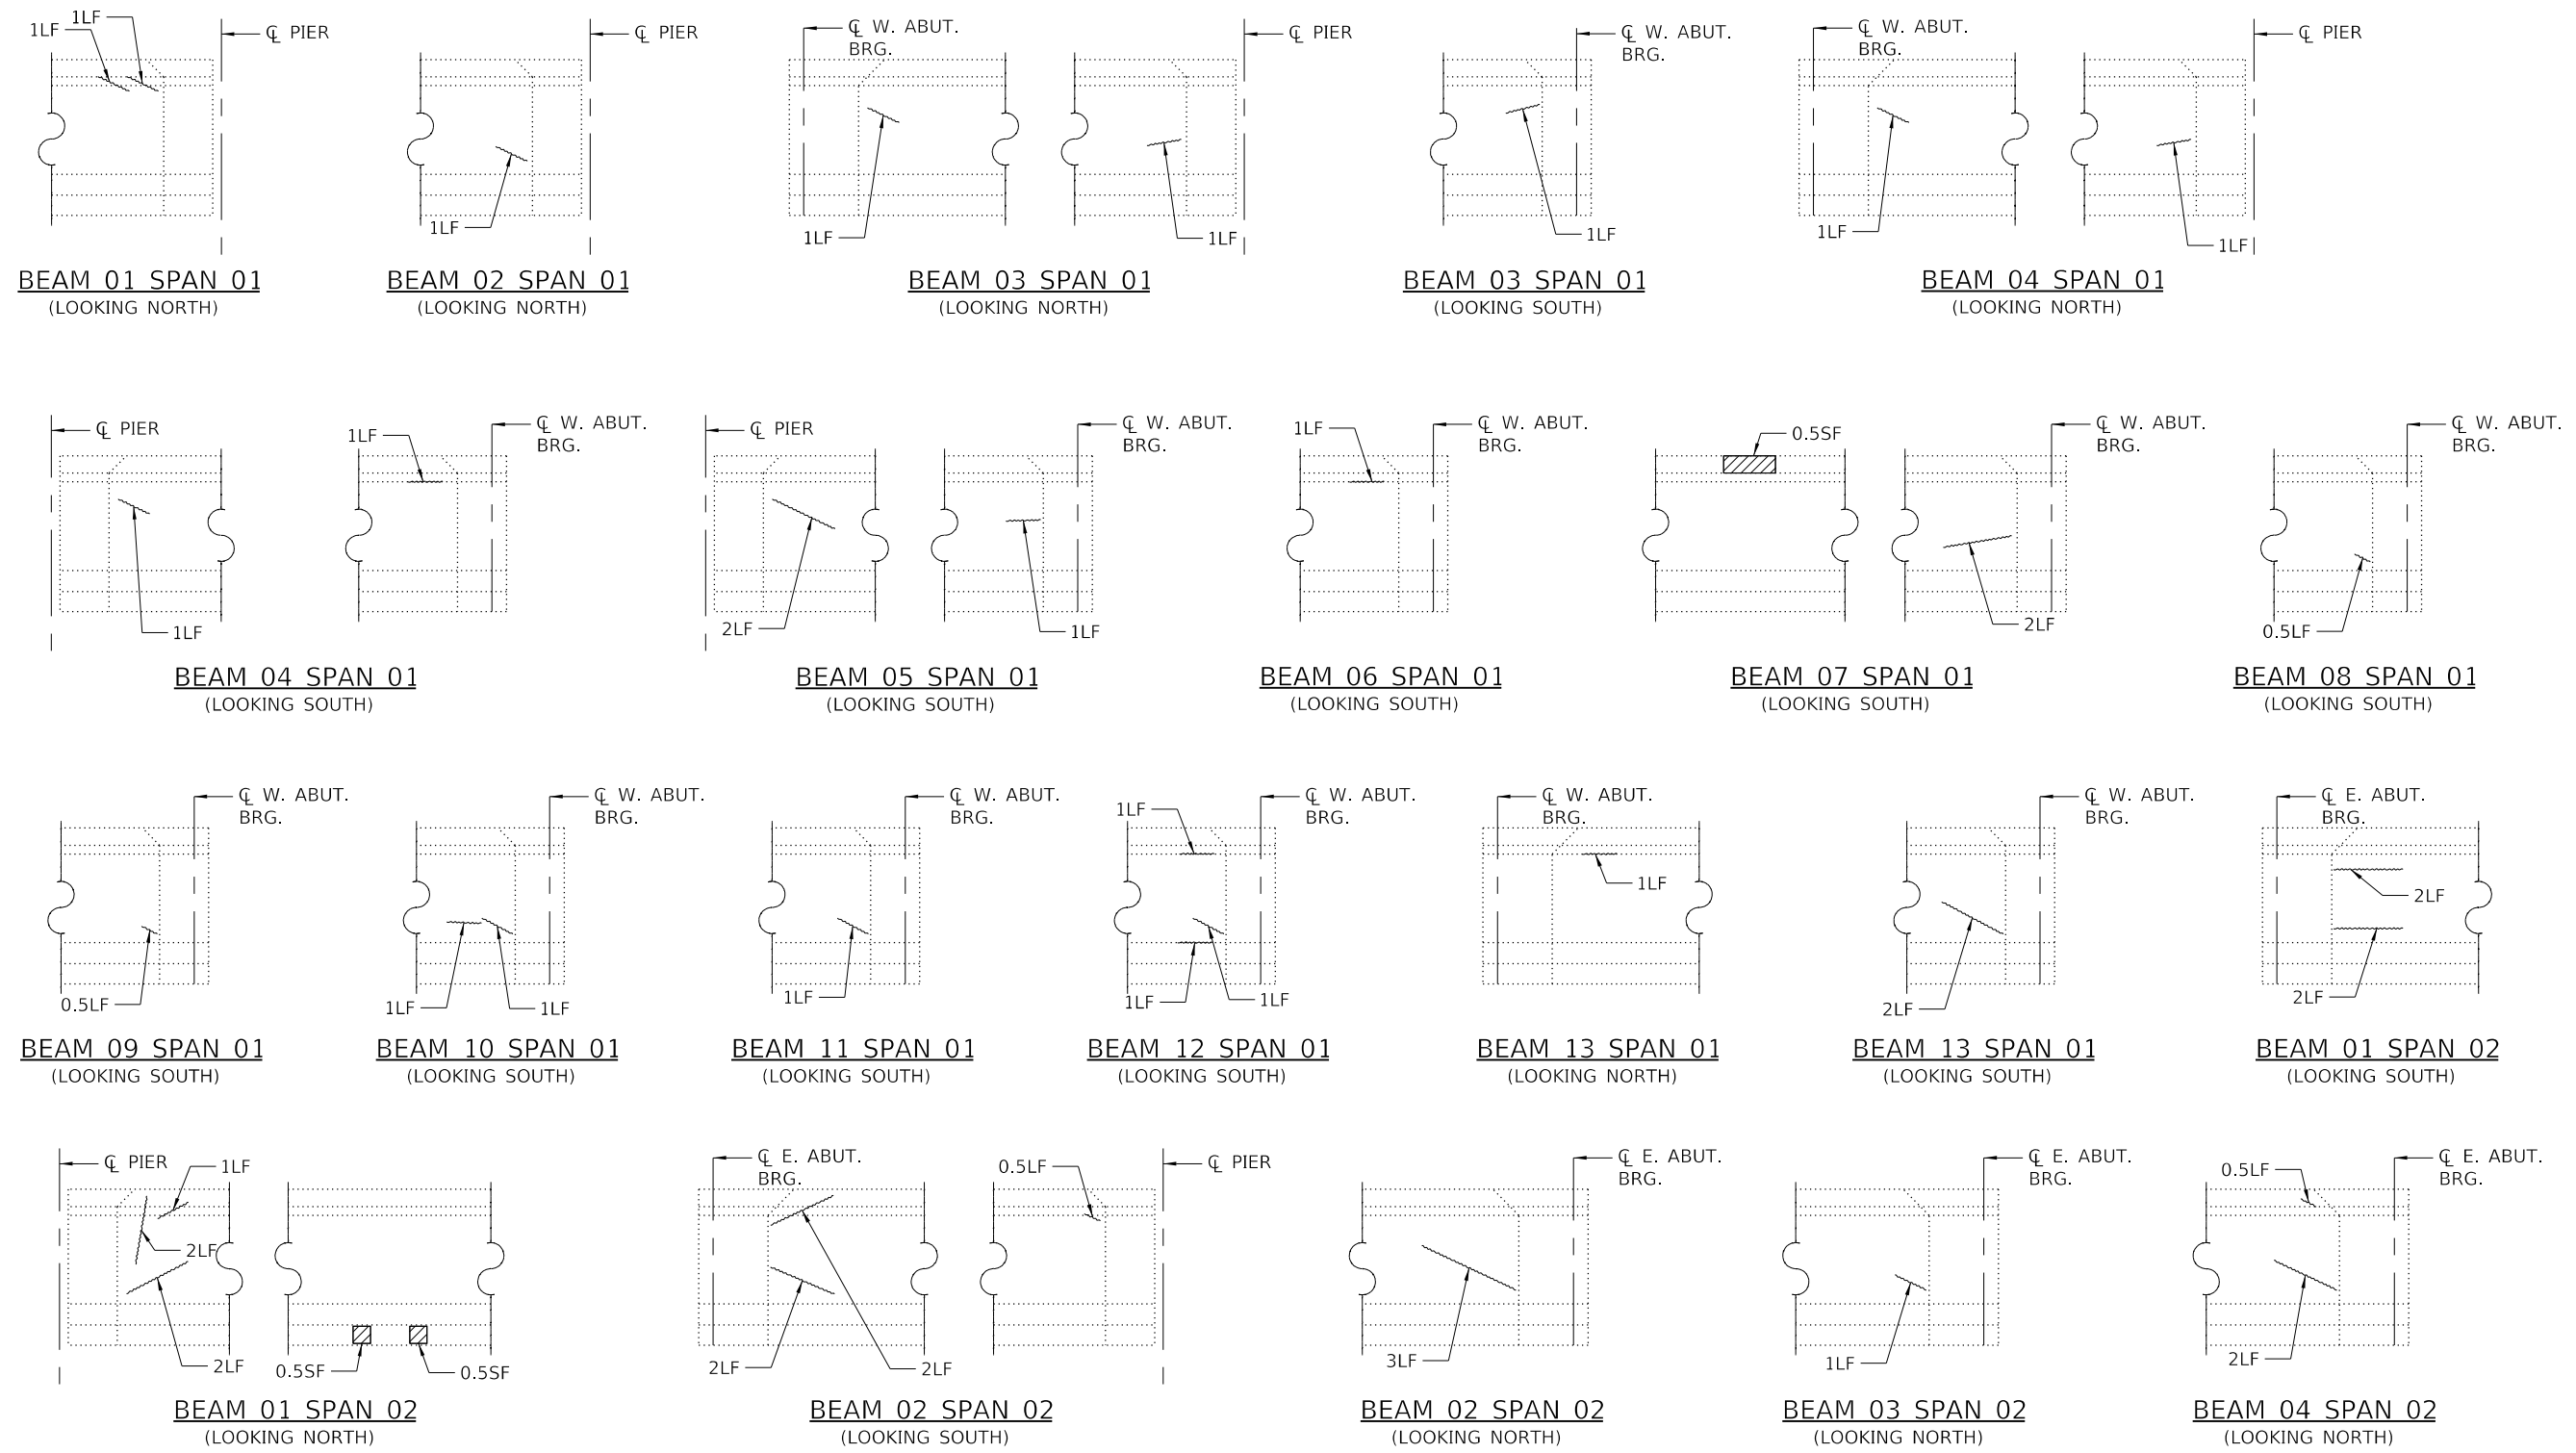 1LF
1LF
℄ PIER
BEAM 01 SPAN 01
(LOOKING NORTH)
℄ PIER
1LF
BEAM 02 SPAN 01
(LOOKING NORTH)
℄ W. ABUT.
BRG.
℄ PIER
1LF
1LF
BEAM 03 SPAN 01
(LOOKING NORTH)
℄ W. ABUT.
BRG.
1LF
BEAM 03 SPAN 01
(LOOKING SOUTH)
℄ W. ABUT.
BRG.
℄ PIER
1LF
1LF
BEAM 04 SPAN 01
(LOOKING NORTH)
℄ PIER
1LF
℄ W. ABUT.
BRG.
1LF
BEAM 04 SPAN 01
(LOOKING SOUTH)
℄ PIER
℄ W. ABUT.
BRG.
2LF
1LF
BEAM 05 SPAN 01
(LOOKING SOUTH)
1LF
℄ W. ABUT.
BRG.
BEAM 06 SPAN 01
(LOOKING SOUTH)
0.5SF
℄ W. ABUT.
BRG.
2LF
BEAM 07 SPAN 01
(LOOKING SOUTH)
℄ W. ABUT.
BRG.
0.5LF
BEAM 08 SPAN 01
(LOOKING SOUTH)
℄ W. ABUT.
BRG.
0.5LF
BEAM 09 SPAN 01
(LOOKING SOUTH)
℄ W. ABUT.
BRG.
1LF
1LF
BEAM 10 SPAN 01
(LOOKING SOUTH)
℄ W. ABUT.
BRG.
1LF
BEAM 11 SPAN 01
(LOOKING SOUTH)
1LF
℄ W. ABUT.
BRG.
1LF
1LF
BEAM 12 SPAN 01
(LOOKING SOUTH)
℄ W. ABUT.
BRG.
1LF
BEAM 13 SPAN 01
(LOOKING NORTH)
℄ W. ABUT.
BRG.
2LF
BEAM 13 SPAN 01
(LOOKING SOUTH)
℄ E. ABUT.
BRG.
2LF
2LF
BEAM 01 SPAN 02
(LOOKING SOUTH)
℄ PIER
1LF
2LF
2LF
0.5SF
0.5SF
BEAM 01 SPAN 02
(LOOKING NORTH)
℄ E. ABUT.
BRG.
0.5LF
℄ PIER
2LF
2LF
BEAM 02 SPAN 02
(LOOKING SOUTH)
℄ E. ABUT.
BRG.
3LF
BEAM 02 SPAN 02
(LOOKING NORTH)
℄ E. ABUT.
BRG.
1LF
BEAM 03 SPAN 02
(LOOKING NORTH)
0.5LF
℄ E. ABUT.
BRG.
2LF
BEAM 04 SPAN 02
(LOOKING NORTH)